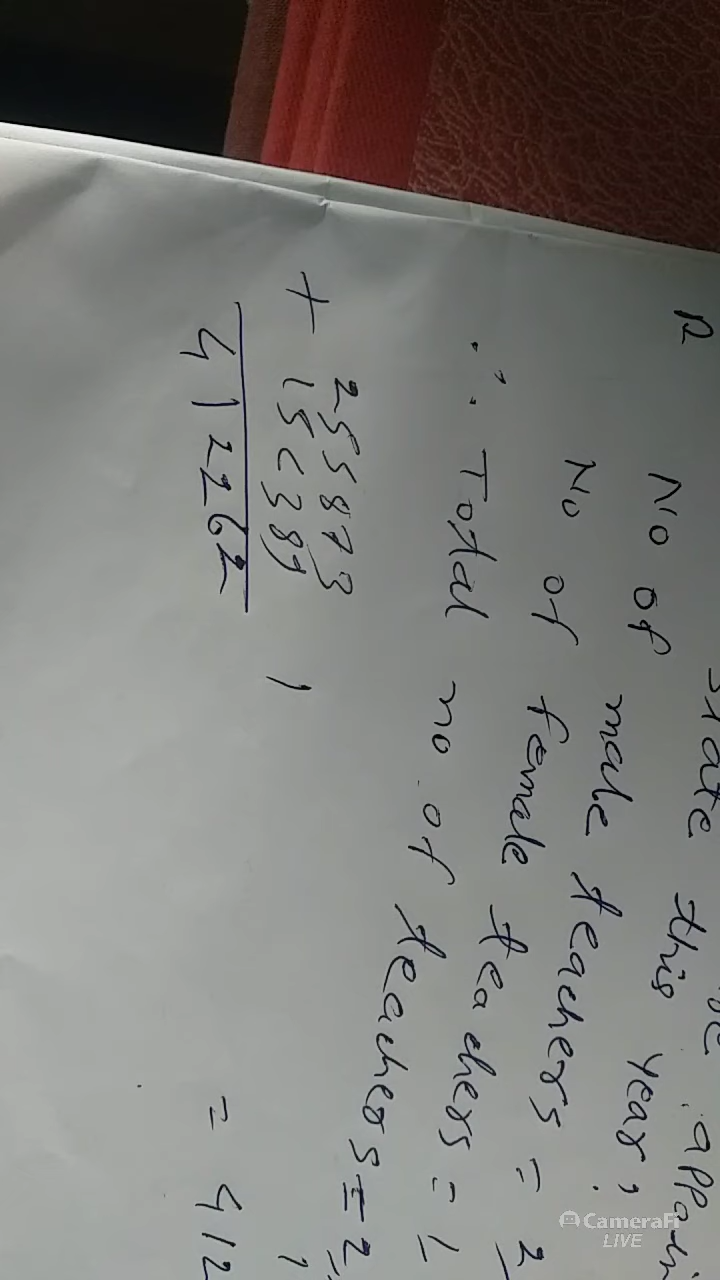 state this year?
R No of male teachers = 2
No of female teachers = 1
∴ Total no. of teachers = 2
255873
+ 156389
412262
= 412
CameraFi
LIVE